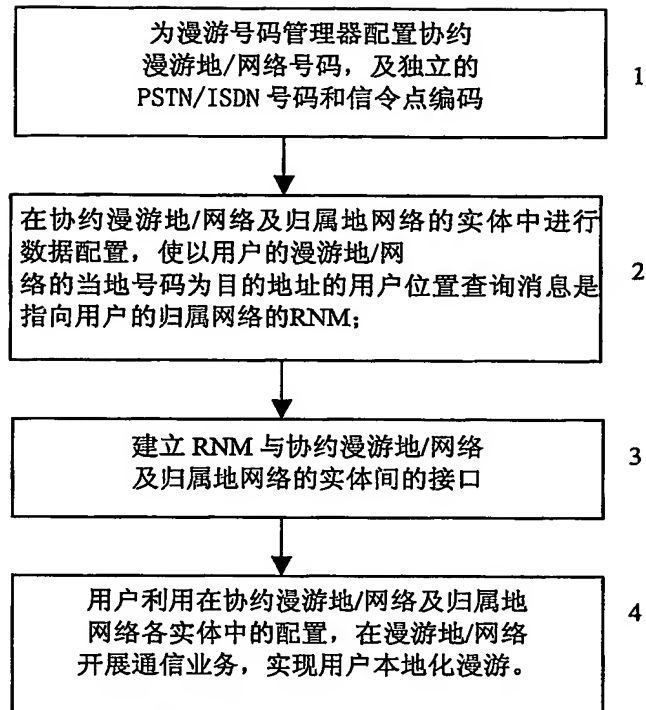 为漫游号码管理器配置协约
漫游地/网络号码，及独立的
PSTN/ISDN 号码和信令点编码
1
在协约漫游地/网络及归属地网络的实体中进行
数据配置，使以用户的漫游地/网
络的当地号码为目的地址的用户位置查询消息是
指向用户的归属网络的RNM；
2
建立 RNM 与协约漫游地/网络
及归属地网络的实体间的接口
3
用户利用在协约漫游地/网络及归属地
网络各实体中的配置，在漫游地/网络
开展通信业务，实现用户本地化漫游。
4